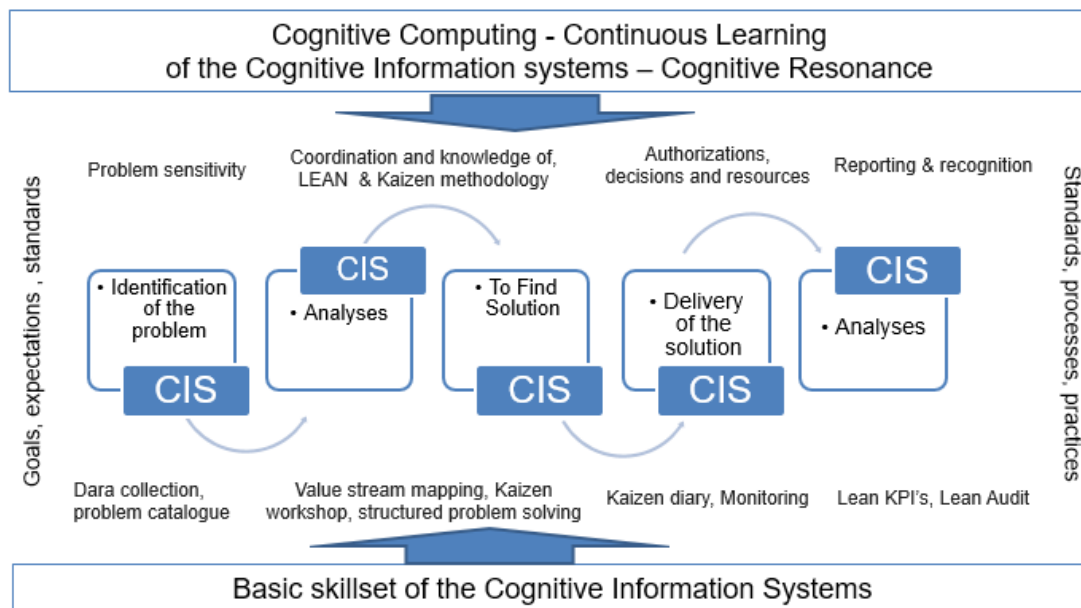 Cognitive Computing - Continuous Learning
of the Cognitive Information systems – Cognitive Resonance
Problem sensitivity
Coordination and knowledge of,
LEAN & Kaizen methodology
Authorizations,
decisions and resources
Reporting & recognition
Goals, expectations , standards
Standards, processes, practices
• Identification
of the
problem
CIS
CIS
• Analyses
• To Find
Solution
CIS
• Delivery
of the
solution
CIS
CIS
• Analyses
Dara collection,
problem catalogue
Value stream mapping, Kaizen
workshop, structured problem solving
Kaizen diary, Monitoring
Lean KPI's, Lean Audit
Basic skillset of the Cognitive Information Systems